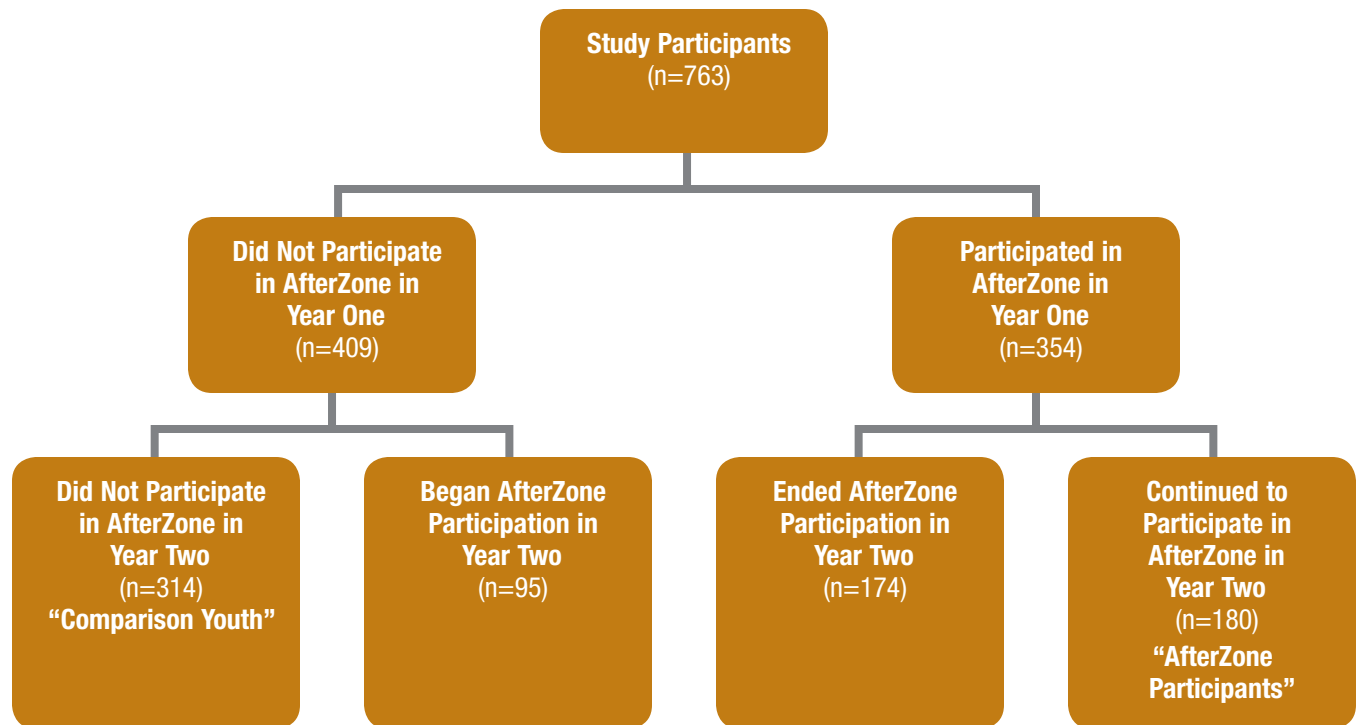 Study Participants
(n=763)
Did Not Participate
in AfterZone in
Year One
(n=409)
Participated in
AfterZone in
Year One
(n=354)
Did Not Participate
in AfterZone in
Year Two
(n=314)
“Comparison Youth”
Began AfterZone
Participation in
Year Two
(n=95)
Ended AfterZone
Participation in
Year Two
(n=174)
Continued to
Participate in
AfterZone in
Year Two
(n=180)
“AfterZone
Participants”